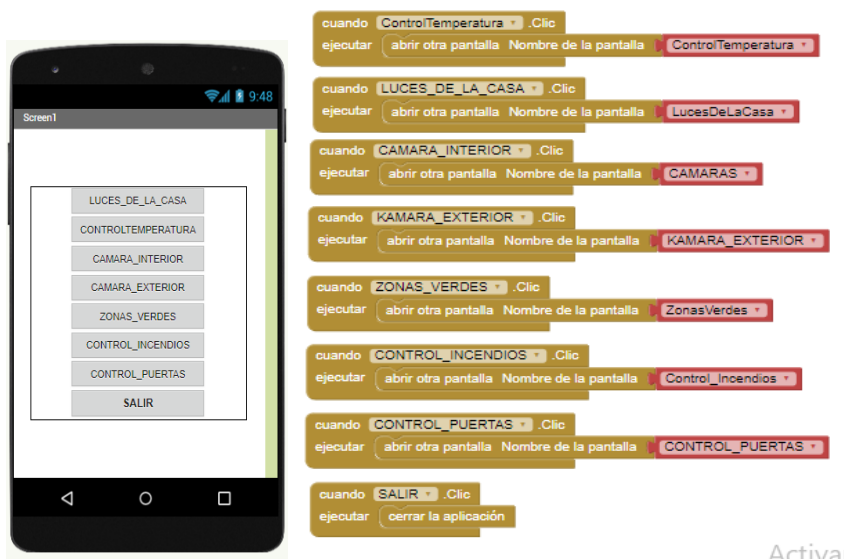 9:48
Screen1
LUCES_DE_LA_CASA
CONTROLTEMPERATURA
CAMARA_INTERIOR
CAMARA_EXTERIOR
ZONAS_VERDES
CONTROL_INCENDIOS
CONTROL_PUERTAS
SALIR
cuando ControlTemperatura .Clic
ejecutar abrir otra pantalla Nombre de la pantalla ControlTemperatura
cuando LUCES_DE_LA_CASA .Clic
ejecutar abrir otra pantalla Nombre de la pantalla LucesDeLaCasa
cuando CAMARA_INTERIOR .Clic
ejecutar abrir otra pantalla Nombre de la pantalla CAMARAS
cuando KAMARA_EXTERIOR .Clic
ejecutar abrir otra pantalla Nombre de la pantalla KAMARA_EXTERIOR
cuando ZONAS_VERDES .Clic
ejecutar abrir otra pantalla Nombre de la pantalla ZonasVerdes
cuando CONTROL_INCENDIOS .Clic
ejecutar abrir otra pantalla Nombre de la pantalla Control_Incendios
cuando CONTROL_PUERTAS .Clic
ejecutar abrir otra pantalla Nombre de la pantalla CONTROL_PUERTAS
cuando SALIR .Clic
ejecutar cerrar la aplicación
Activa